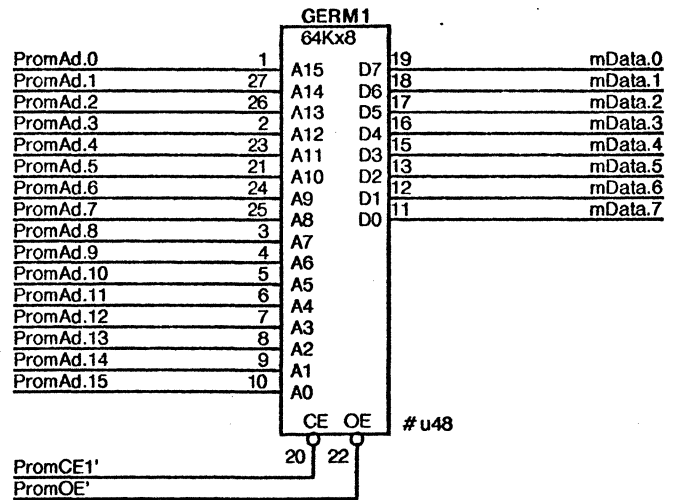 GERM1
64Kx8
PromAd.0 1 A15 D7 19 mData.0
PromAd.1 27 A14 D6 18 mData.1
PromAd.2 26 A13 D5 17 mData.2
PromAd.3 2 A12 D4 16 mData.3
PromAd.4 23 A11 D3 15 mData.4
PromAd.5 21 A10 D2 13 mData.5
PromAd.6 24 A9 D1 12 mData.6
PromAd.7 25 A8 D0 11 mData.7
PromAd.8 3 A7
PromAd.9 4 A6
PromAd.10 5 A5
PromAd.11 6 A4
PromAd.12 7 A3
PromAd.13 8 A2
PromAd.14 9 A1
PromAd.15 10 A0
CE OE #u48
20 22
PromCE1'
PromOE'